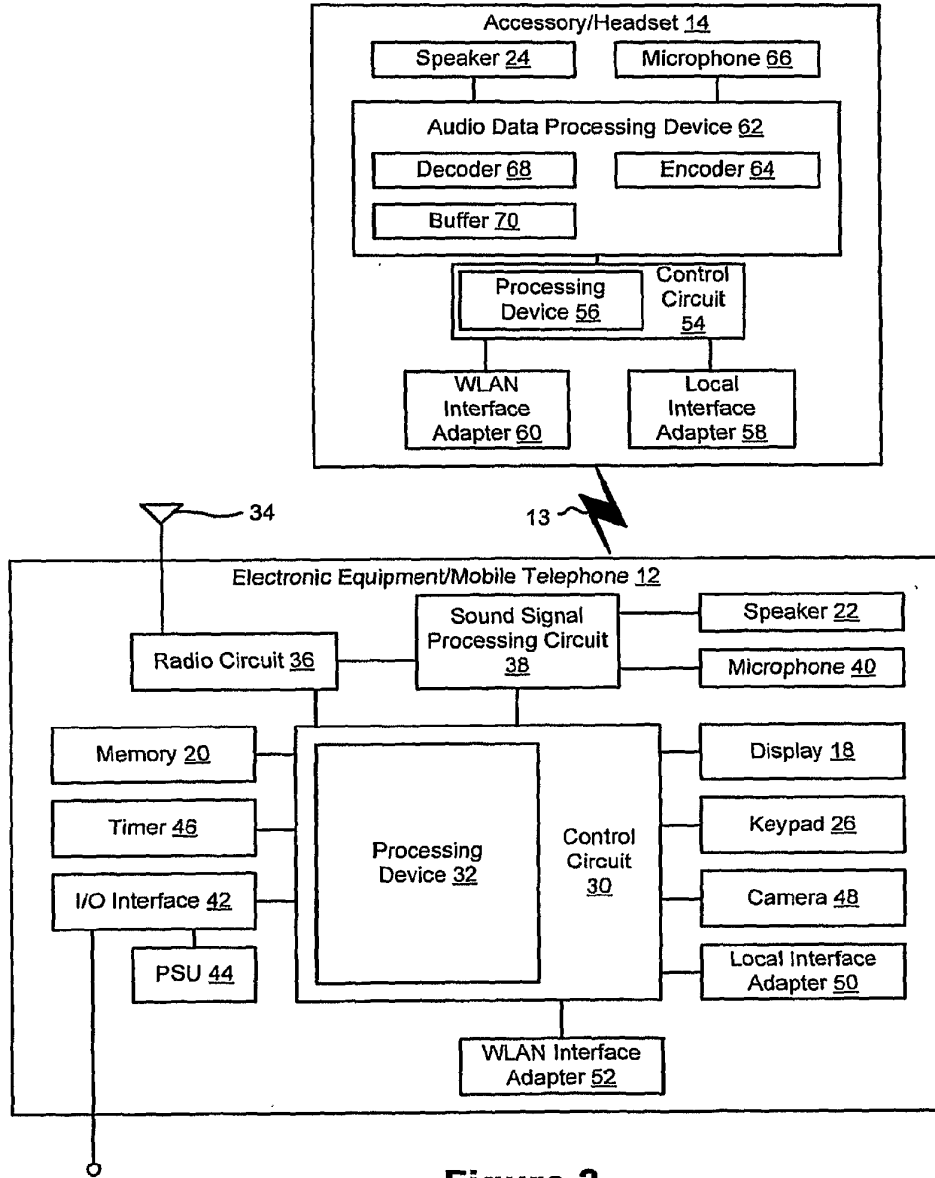 Accessory/Headset 14
Speaker 24
Microphone 66
Audio Data Processing Device 62
Decoder 68
Encoder 64
Buffer 70
Processing
Device 56
Control
Circuit
54
WLAN
Interface
Adapter 60
Local
Interface
Adapter 58
34
13
Electronic Equipment/Mobile Telephone 12
Sound Signal
Processing Circuit
38
Speaker 22
Radio Circuit 36
Microphone 40
Memory 20
Display 18
Timer 46
Keypad 26
Processing
Device 32
Control
Circuit
30
I/O Interface 42
Camera 48
PSU 44
Local Interface
Adapter 50
WLAN Interface
Adapter 52